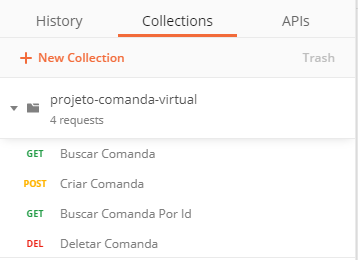 History Collections APIs
+ New Collection Trash
projeto-comanda-virtual
4 requests
GET Buscar Comanda
POST Criar Comanda
GET Buscar Comanda Por Id
DEL Deletar Comanda